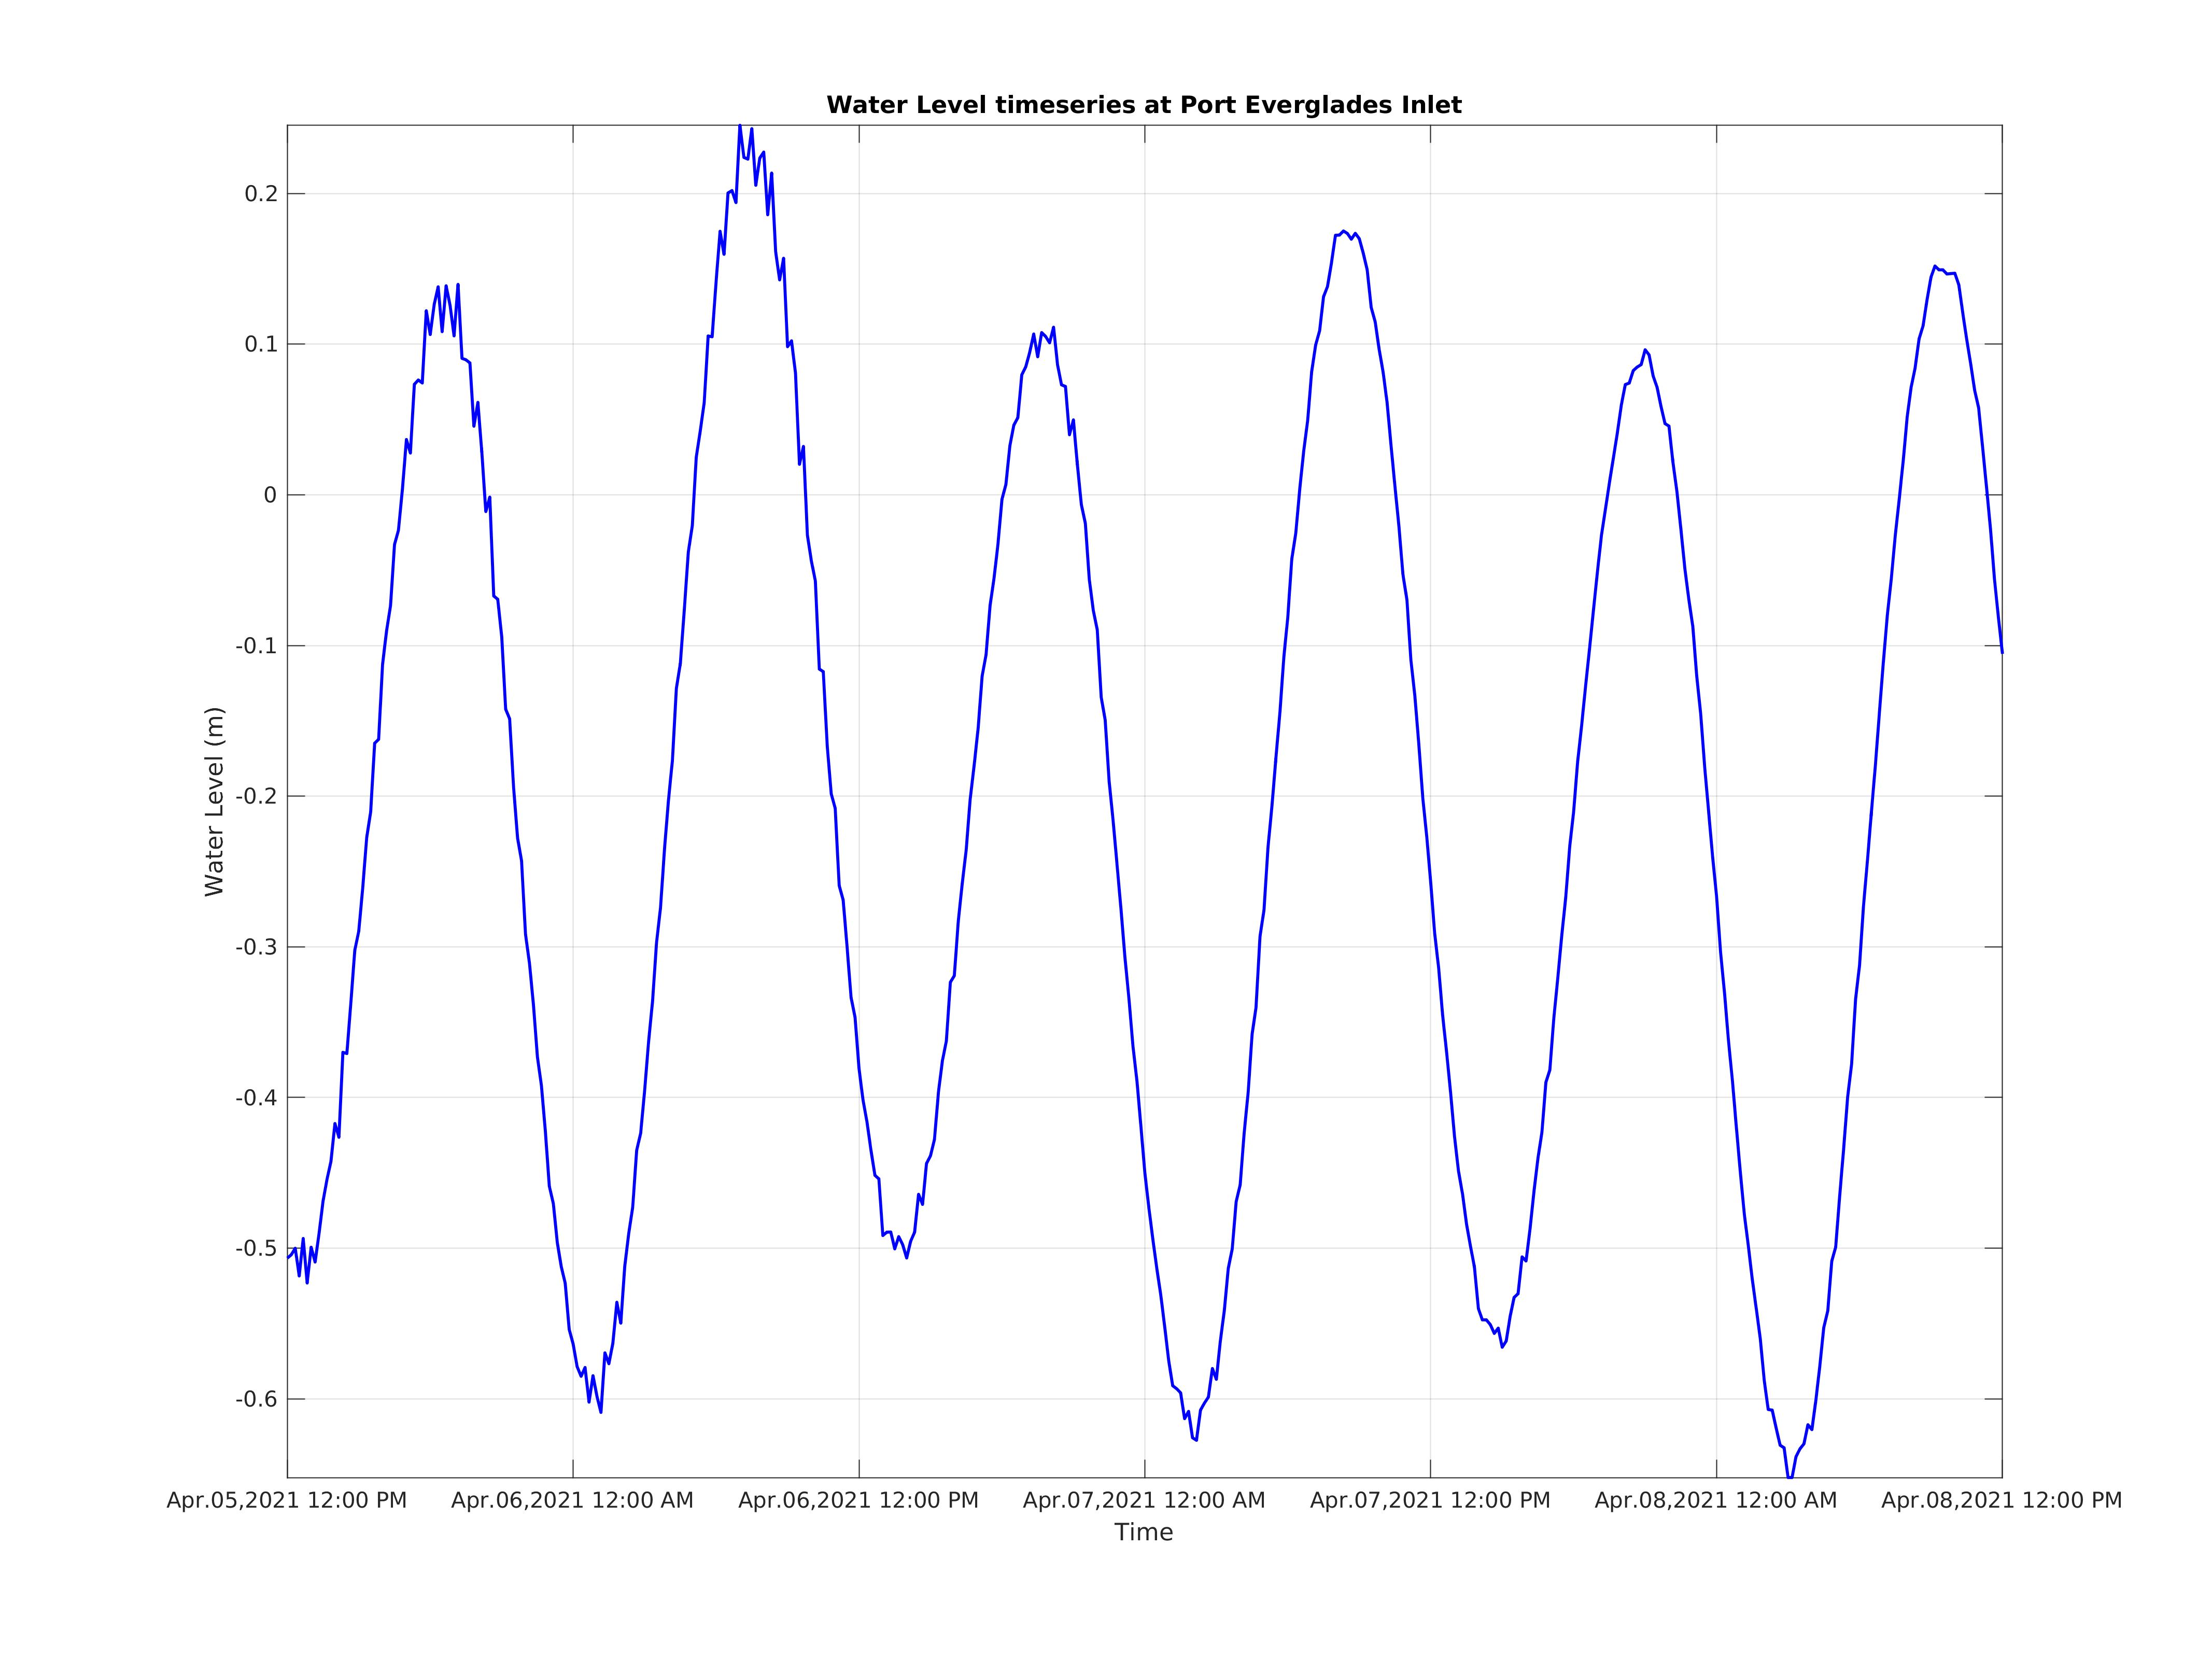 Water Level timeseries at Port Everglades Inlet
0.2
0.1
0
-0.1
-0.2
-0.3
-0.4
-0.5
-0.6
Water Level (m)
Apr.05,2021 12:00 PM Apr.06,2021 12:00 AM Apr.06,2021 12:00 PM Apr.07,2021 12:00 AM Apr.07,2021 12:00 PM Apr.08,2021 12:00 AM Apr.08,2021 12:00 PM
Time